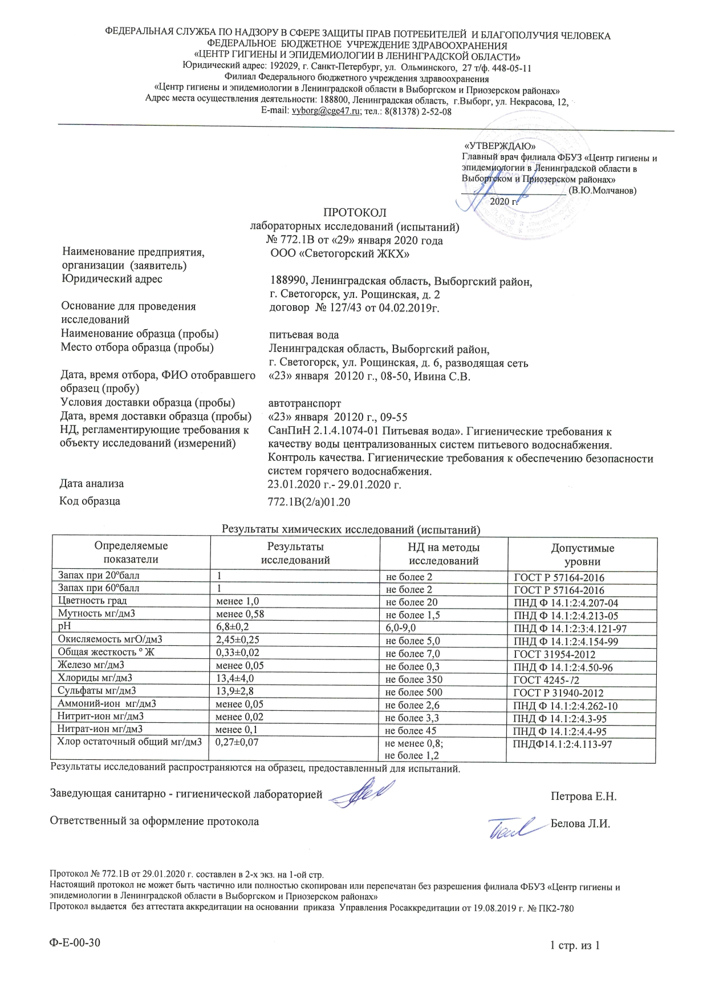 ФЕДЕРАЛЬНАЯ СЛУЖБА ПО НАДЗОРУ В СФЕРЕ ЗАЩИТЫ ПРАВ ПОТРЕБИТЕЛЕЙ И БЛАГОПОЛУЧИЯ ЧЕЛОВЕКА
ФЕДЕРАЛЬНОЕ БЮДЖЕТНОЕ УЧРЕЖДЕНИЕ ЗДРАВООХРАНЕНИЯ
«ЦЕНТР ГИГИЕНЫ И ЭПИДЕМИОЛОГИИ В ЛЕНИНГРАДСКОЙ ОБЛАСТИ»
Юридический адрес: 192029, г. Санкт-Петербург, ул. Ольминского, 27 т/ф. 448-05-11
Филиал Федерального бюджетного учреждения здравоохранения
«Центр гигиены и эпидемиологии в Ленинградской области в Выборгском и Приозерском районах»
Адрес места осуществления деятельности: 188800, Ленинградская область, г.Выборг, ул. Некрасова, 12,
E-mail: vyborg@cge47.ru; тел.: 8(81378) 2-52-08
«УТВЕРЖДАЮ»
Главный врач филиала ФБУЗ «Центр гигиены и
эпидемиологии в Ленинградской области в
Выборгском и Приозерском районах»
(В.Ю.Молчанов)
2020 г.
ПРОТОКОЛ
лабораторных исследований (испытаний)
№ 772.1В от «29» января 2020 года
Наименование предприятия, ООО «Светогорский ЖКХ»
организации (заявитель)
Юридический адрес 188990, Ленинградская область, Выборгский район,
г. Светогорск, ул. Рощинская, д. 2
Основание для проведения договор № 127/43 от 04.02.2019г.
исследований
Наименование образца (пробы) питьевая вода
Место отбора образца (пробы) Ленинградская область, Выборгский район,
г. Светогорск, ул. Рощинская, д. 6, разводящая сеть
Дата, время отбора, ФИО отобравшего «23» января 20120 г., 08-50, Ивина С.В.
образец (пробу)
Условия доставки образца (пробы) автотранспорт
Дата, время доставки образца (пробы) «23» января 20120 г., 09-55
НД, регламентирующие требования к СанПиН 2.1.4.1074-01 Питьевая вода». Гигиенические требования к
объекту исследований (измерений) качеству воды централизованных систем питьевого водоснабжения.
Контроль качества. Гигиенические требования к обеспечению безопасности
систем горячего водоснабжения.
Дата анализа 23.01.2020 г.- 29.01.2020 г.
Код образца 772.1В(2/а)01.20
Результаты химических исследований (испытаний)
Определяемые Результаты НД на методы Допустимые
показатели исследований исследований уровни
Запах при 20ºбалл 1 не более 2 ГОСТ Р 57164-2016
Запах при 60ºбалл 1 не более 2 ГОСТ Р 57164-2016
Цветность град менее 1,0 не более 20 ПНД Ф 14.1:2:4.207-04
Мутность мг/дм3 менее 0,58 не более 1,5 ПНД Ф 14.1:2:4.213-05
рН 6,8±0,2 6,0-9,0 ПНД Ф 14.1:2:3:4.121-97
Окисляемость мгО/дм3 2,45±0,25 не более 5,0 ПНД Ф 14.1:2:4.154-99
Общая жесткость º Ж 0,33±0,02 не более 7,0 ГОСТ 31954-2012
Железо мг/дм3 менее 0,05 не более 0,3 ПНД Ф 14.1:2:4.50-96
Хлориды мг/дм3 13,4±4,0 не более 350 ГОСТ 4245-72
Сульфаты мг/дм3 13,9±2,8 не более 500 ГОСТ Р 31940-2012
Аммоний-ион мг/дм3 менее 0,05 не более 2,6 ПНД Ф 14.1:2:4.262-10
Нитрит-ион мг/дм3 менее 0,02 не более 3,3 ПНД Ф 14.1:2:4.3-95
Нитрат-ион мг/дм3 менее 0,1 не более 45 ПНД Ф 14.1:2:4.4-95
Хлор остаточный общий мг/дм3 0,27±0,07 не менее 0,8; ПНДФ14.1:2:4.113-97
не более 1,2
Результаты исследований распространяются на образец, предоставленный для испытаний.
Заведующая санитарно - гигиенической лабораторией Петрова Е.Н.
Ответственный за оформление протокола Белова Л.И.
Протокол № 772.1В от 29.01.2020 г. составлен в 2-х экз. на 1-ой стр.
Настоящий протокол не может быть частично или полностью скопирован или перепечатан без разрешения филиала ФБУЗ «Центр гигиены и
эпидемиологии в Ленинградской области в Выборгском и Приозерском районах»
Протокол выдается без аттестата аккредитации на основании приказа Управления Росаккредитации от 19.08.2019 г. № ПК2-780
Ф-Е-00-30 1 стр. из 1